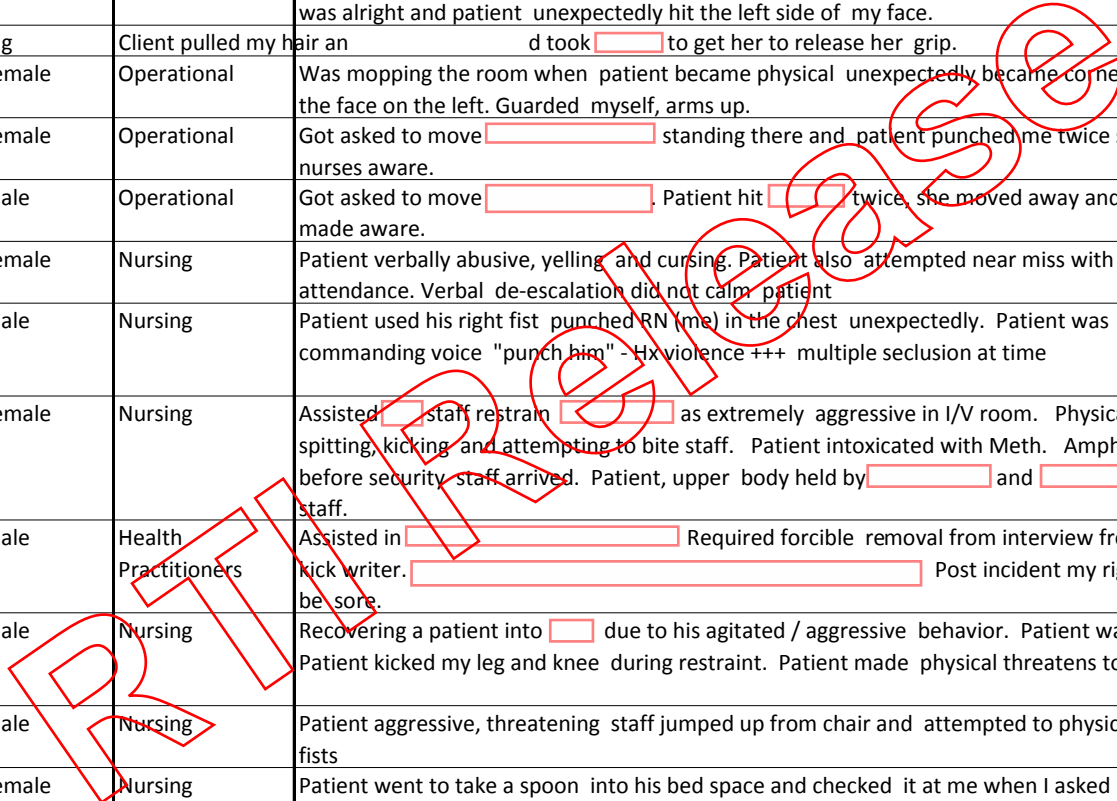 was alright and patient unexpectedly hit the left side of my face.
g Client pulled my hair an d took to get her to release her grip.
emale Operational Was mopping the room when patient became physical unexpectedly became corne
the face on the left. Guarded myself, arms up.
emale Operational Got asked to move standing there and patient punched me twice
nurses aware.
ale Operational Got asked to move . Patient hit twice, she moved away and
made aware.
emale Nursing Patient verbally abusive, yelling and cursing. Patient also attempted near miss with
attendance. Verbal de-escalation did not calm patient
ale Nursing Patient used his right fist punched RN (me) in the chest unexpectedly. Patient was
commanding voice "punch him" - Hx violence +++ multiple seclusion at time
emale Nursing Assisted staff restrain as extremely aggressive in I/V room. Physica
spitting, kicking and attempting to bite staff. Patient intoxicated with Meth. Amph
before security staff arrived. Patient, upper body held by and
staff.
ale Health Assisted in Required forcible removal from interview fro
Practitioners kick writer. Post incident my rig
be sore.
ale Nursing Recovering a patient into due to his agitated / aggressive behavior. Patient wa
Patient kicked my leg and knee during restraint. Patient made physical threatens to
ale Nursing Patient aggressive, threatening staff jumped up from chair and attempted to physic
fists
emale Nursing Patient went to take a spoon into his bed space and checked it at me when I asked
RTI Release